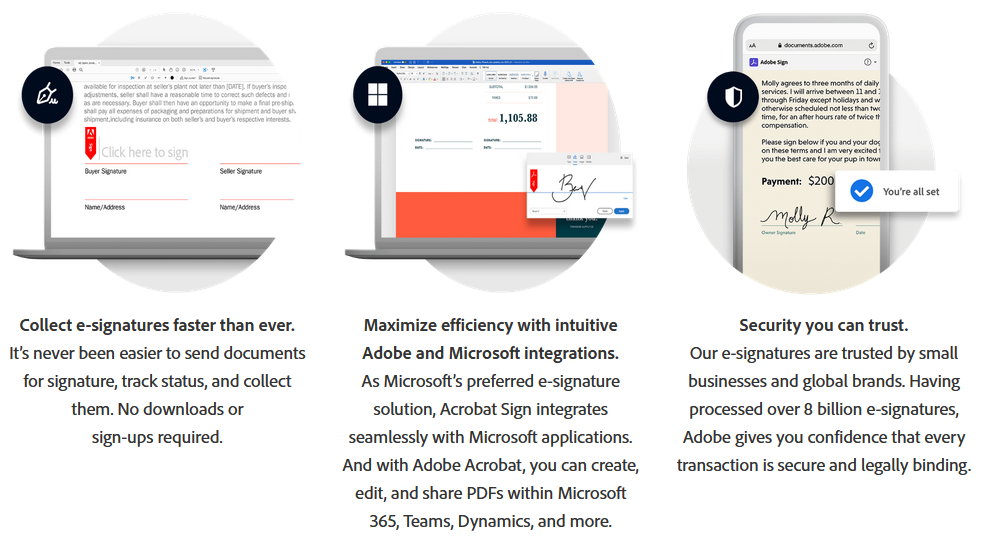 available for inspection at seller's plant not later than [DATE]. If buyer's inspe
adjustments, seller shall have a reasonable time to correct such defects and
as are necessary. Buyer shall then have an opportunity to make a final pre-ship
shall pay all expenses of packaging and preparations for shipment and buyer sh
shipment,including insurance on both seller's and buyer's respective interests.
Click here to sign
Buyer Signature
Seller Signature
Name/Address
Name/Address
Collect e-signatures faster than ever.
It's never been easier to send documents
for signature, track status, and collect
them. No downloads or
sign-ups required.
SUBTOTAL
TAXES
TOTAL 1,105.88
SIGNATURE:
SIGNATURE:
DATE:
DATE:
thank you.
Maximize efficiency with intuitive
Adobe and Microsoft integrations.
As Microsoft's preferred e-signature
solution, Acrobat Sign integrates
seamlessly with Microsoft applications.
And with Adobe Acrobat, you can create,
edit, and share PDFs within Microsoft
365, Teams, Dynamics, and more.
AA documents.adobe.com
Adobe Sign
Molly agrees to three months of daily
services. I will arrive between 11 and 1
through Friday except holidays and w
otherwise scheduled not less than tw
time, for an after hours rate of twice th
compensation.
Please sign below if you and your dog
on these terms and I am very excited
you the best care for your pup in town
Payment: $200
You're all set
Molly R
Owner Signature
Date
Security you can trust.
Our e-signatures are trusted by small
businesses and global brands. Having
processed over 8 billion e-signatures,
Adobe gives you confidence that every
transaction is secure and legally binding.